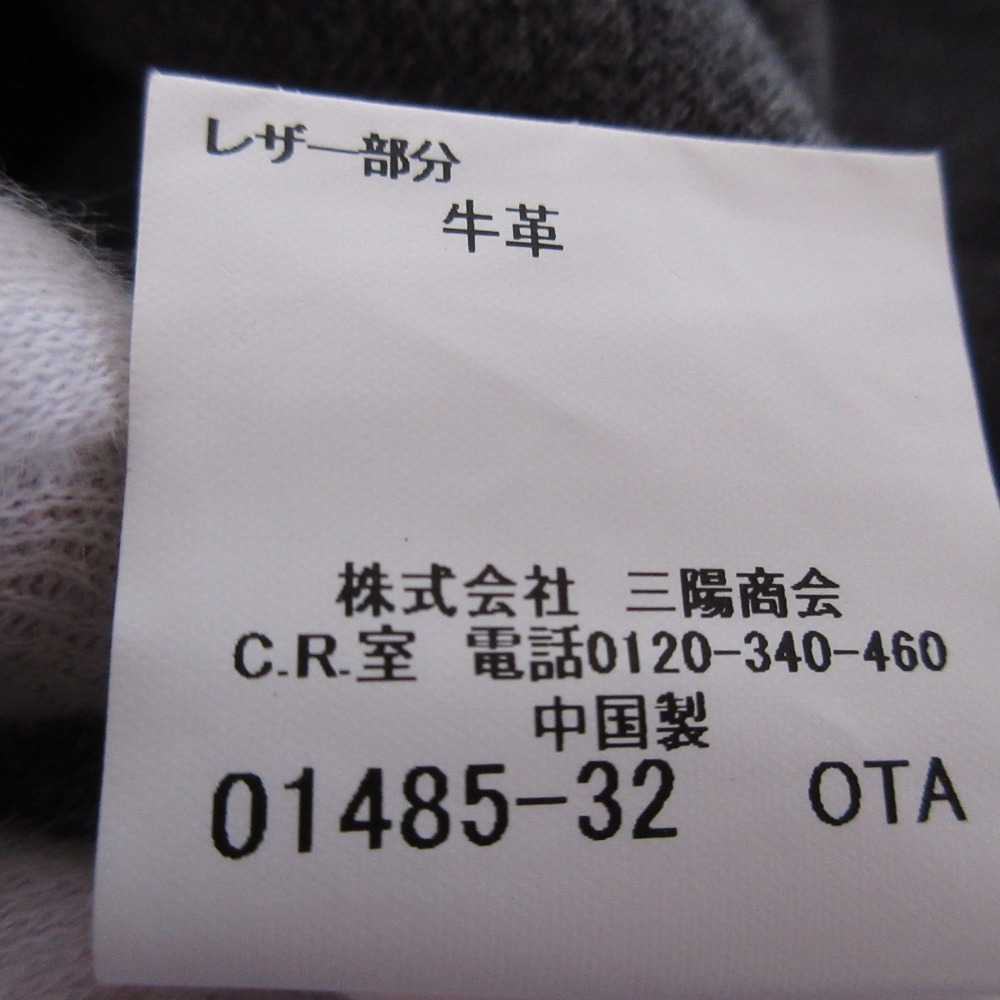 レザー部分
牛革
株式会社 三陽商会
C.R.室 電話0120-340-460
中国製
01485-32 OTA